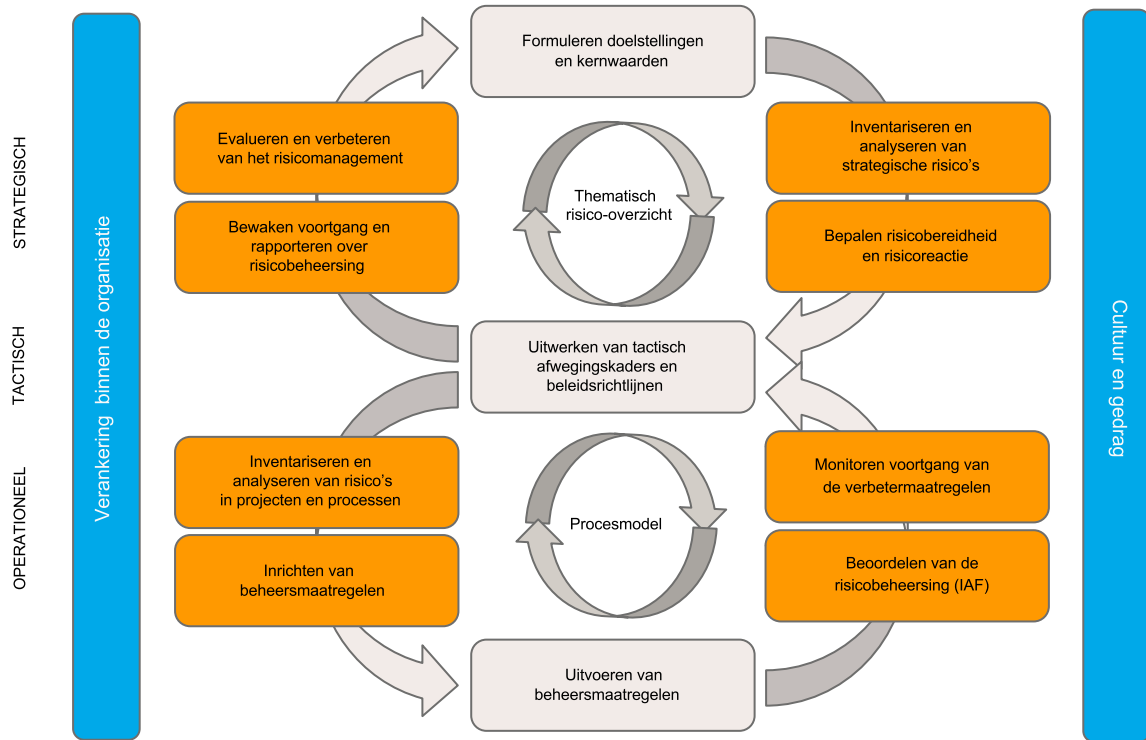 Formuleren doelstellingen
en kernwaarden
Evalueren en verbeteren
van het risicomanagement
Inventariseren en
analyseren van
strategische risico's
Thematisch
risico-overzicht
Bewaken voortgang en
rapporteren over
risicobeheersing
Bepalen risicobereidheid
en risicoreactie
STRATEGISCH
Verankering binnen de organisatie
Cultuur en gedrag
TACTISCH
Uitwerken van tactisch
afwegingskaders en
beleidsrichtlijnen
Inventariseren en
analyseren van risico's
in projecten en processen
Monitoren voortgang van
de verbetermaatregelen
OPERATIONEEL
Procesmodel
Inrichten van
beheersmaatregelen
Beoordelen van de
risicobeheersing (IAF)
Uitvoeren van
beheersmaatregelen